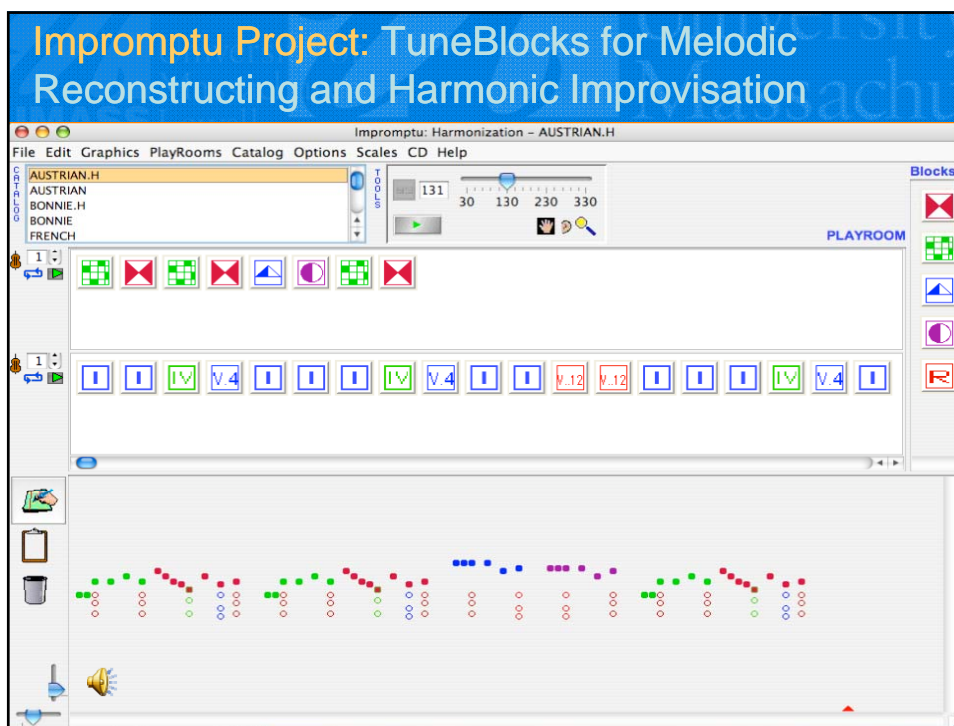 Impromptu Project: TuneBlocks for Melodic
Reconstructing and Harmonic Improvisation
Impromptu: Harmonization – AUSTRIAN.H
File Edit Graphics PlayRooms Catalog Options Scales CD Help
CATALOG
AUSTRIAN.H
AUSTRIAN
BONNIE.H
BONNIE
FRENCH
TOOLS
131
30 130 230 330
PLAYROOM
Blocks
1
1
I I IV V.4 I I I IV V.4 I I V..12 V..12 I I I IV V.4 I
R